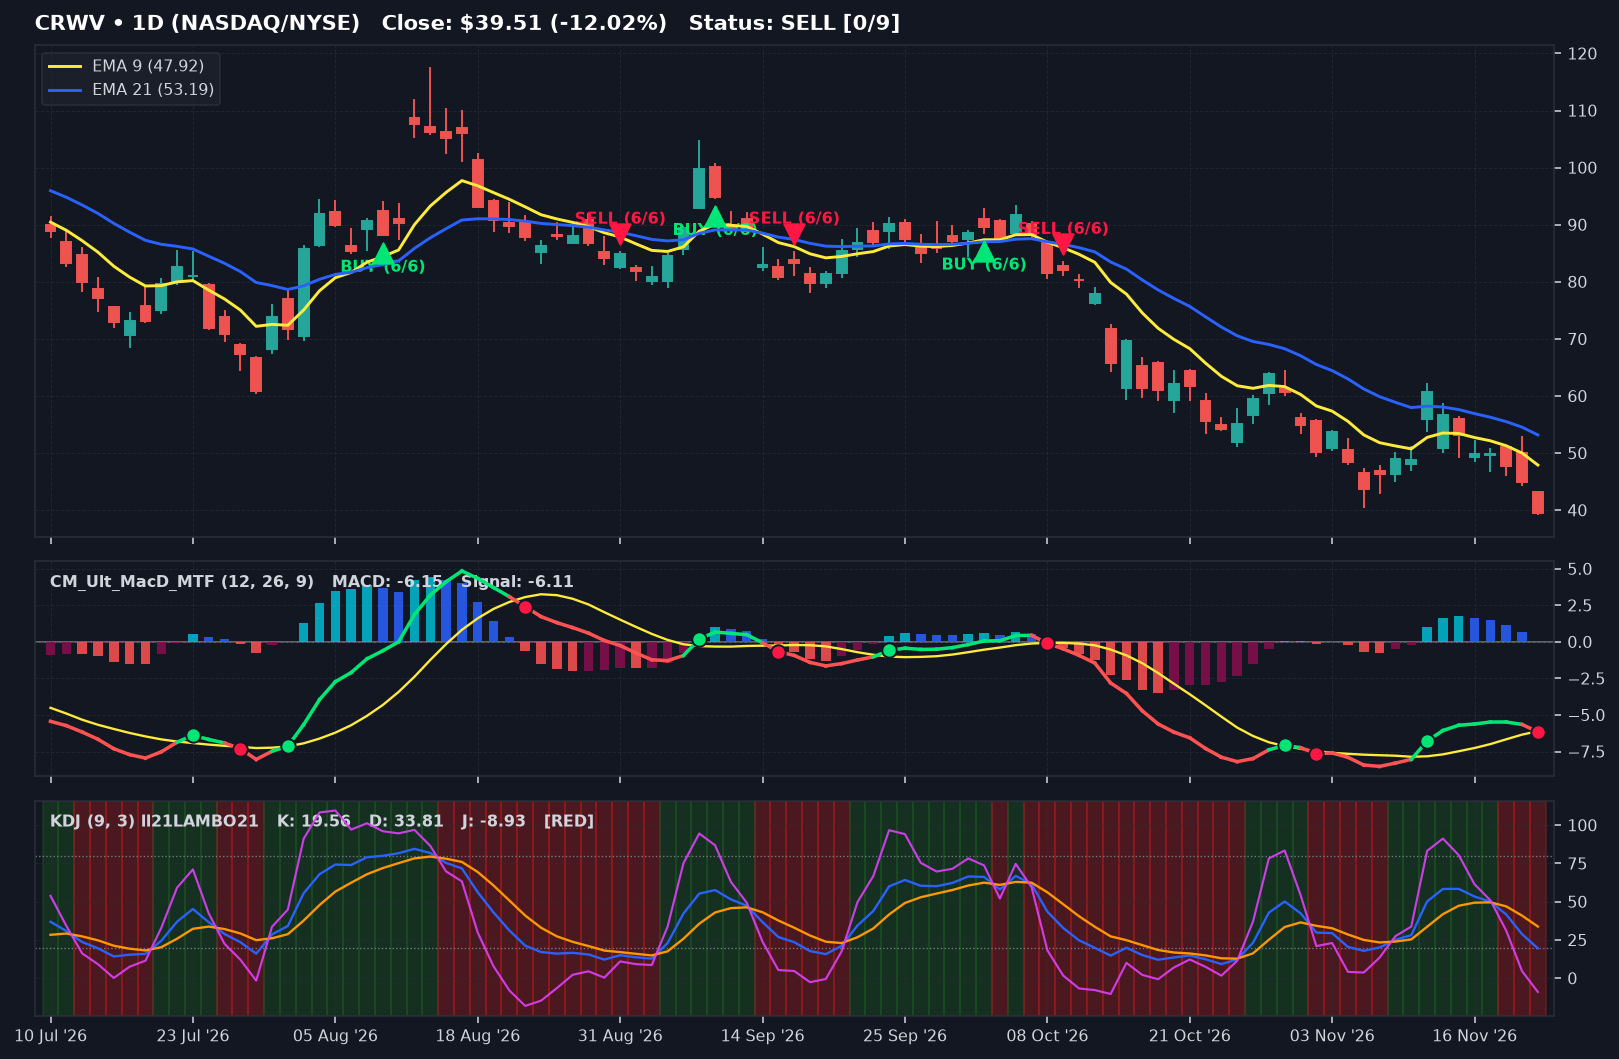 CRWV • 1D (NASDAQ/NYSE)   Close: $39.51 (-12.02%)   Status: SELL [0/9]
EMA 9 (47.92)
EMA 21 (53.19)
120
110
100
90
80
70
60
50
40
BUY (6/6)
SELL (6/6)
BUY (6/6)
SELL (6/6)
BUY (6/6)
SELL (6/6)
CM_Ult_MacD_MTF (12, 26, 9)   MACD: -6.15   Signal: -6.11
5.0
2.5
0.0
−2.5
−5.0
−7.5
KDJ (9, 3) II21LAMBO21   K: 19.56   D: 33.81   J: -8.93   [RED]
100
75
50
25
0
10 Jul '26
23 Jul '26
05 Aug '26
18 Aug '26
31 Aug '26
14 Sep '26
25 Sep '26
08 Oct '26
21 Oct '26
03 Nov '26
16 Nov '26